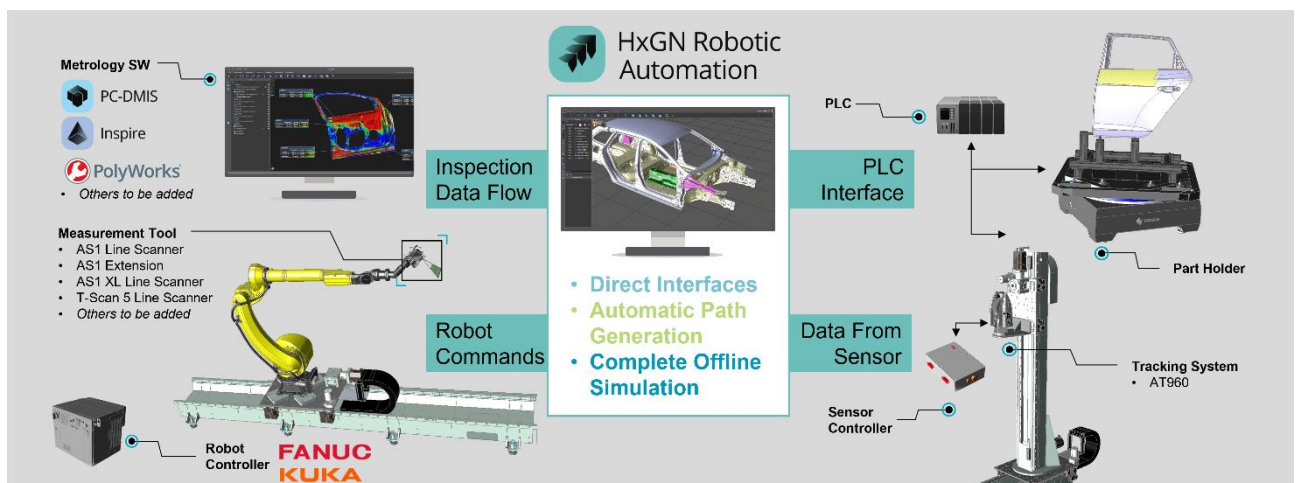 HxGN Robotic
Automation
Metrology SW
PC-DMIS
Inspire
PolyWorks
• Others to be added
Measurement Tool
• AS1 Line Scanner
• AS1 Extension
• AS1 XL Line Scanner
• T-Scan 5 Line Scanner
• Others to be added
Robot
Controller
FANUC
KUKA
Inspection
Data Flow
Robot
Commands
• Direct Interfaces
• Automatic Path
Generation
• Complete Offline
Simulation
PLC
Interface
Data From
Sensor
PLC
Part Holder
Tracking System
• AT960
Sensor
Controller